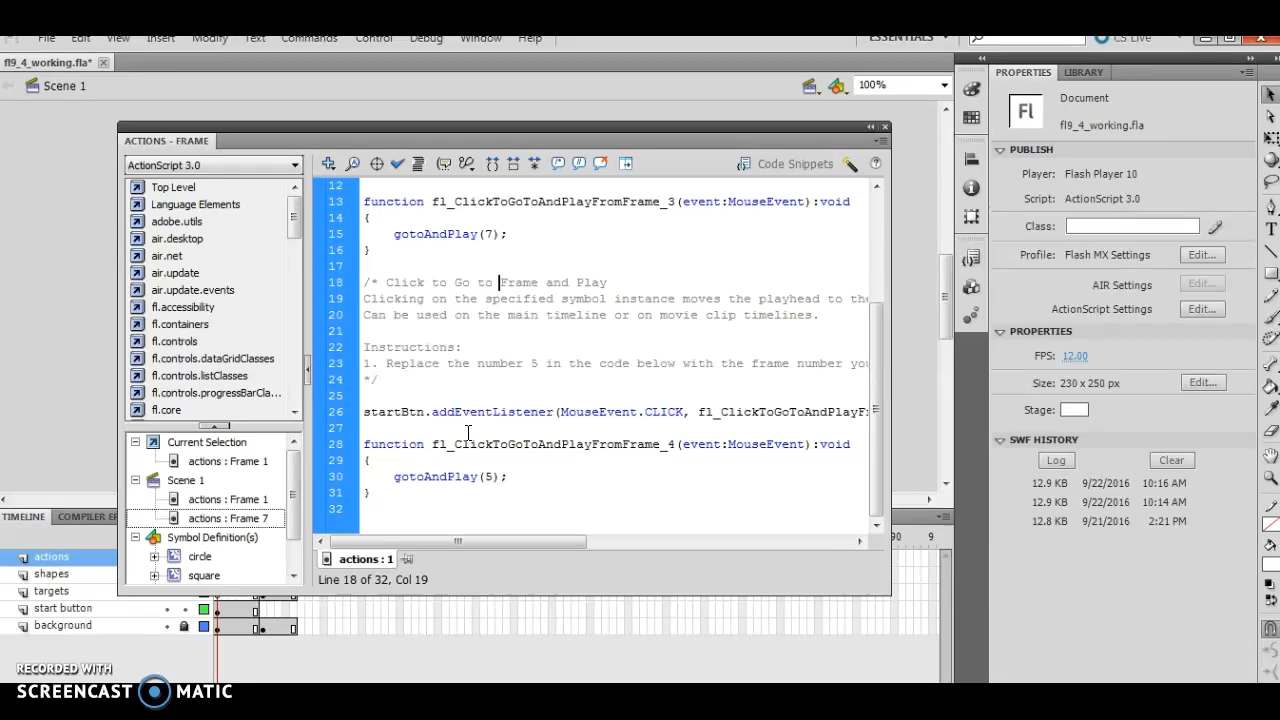 File Edit View Insert Modify Text Commands Control Debug Window Help
ESSENTIALS
CS Live
fl9_4_working.fla*
Scene 1
100%
PROPERTIES LIBRARY
Document
fl9_4_working.fla
PUBLISH
Player: Flash Player 10
Script: ActionScript 3.0
Class:
Profile: Flash MX Settings Edit...
AIR Settings Edit...
ActionScript Settings Edit...
PROPERTIES
FPS: 12.00
Size: 230 x 250 px Edit...
Stage:
SWF HISTORY
Log Clear
12.9 KB 9/22/2016 10:16 AM
12.9 KB 9/22/2016 10:14 AM
12.8 KB 9/21/2016 2:21 PM
ACTIONS - FRAME
ActionScript 3.0
Code Snippets
Top Level
Language Elements
adobe.utils
air.desktop
air.net
air.update
air.update.events
fl.accessibility
fl.containers
fl.controls
fl.controls.dataGridClasses
fl.controls.listClasses
fl.controls.progressBarCla...
fl.core
Current Selection
actions : Frame 1
Scene 1
actions : Frame 1
actions : Frame 7
Symbol Definition(s)
circle
square
12
13 function fl_ClickToGoToAndPlayFromFrame_3(event:MouseEvent):void
14 {
15 gotoAndPlay(7);
16 }
17
18 /* Click to Go to Frame and Play
19 Clicking on the specified symbol instance moves the playhead to the
20 Can be used on the main timeline or on movie clip timelines.
21
22 Instructions:
23 1. Replace the number 5 in the code below with the frame number yo
24 */
25
26 startBtn.addEventListener(MouseEvent.CLICK, fl_ClickToGoToAndPlayF
27
28 function fl_ClickToGoToAndPlayFromFrame_4(event:MouseEvent):void
29 {
30 gotoAndPlay(5);
31 }
32
actions : 1
Line 18 of 32, Col 19
TIMELINE COMPILER E
90 9
actions
shapes
targets
start button
background
RECORDED WITH
SCREENCAST MATIC